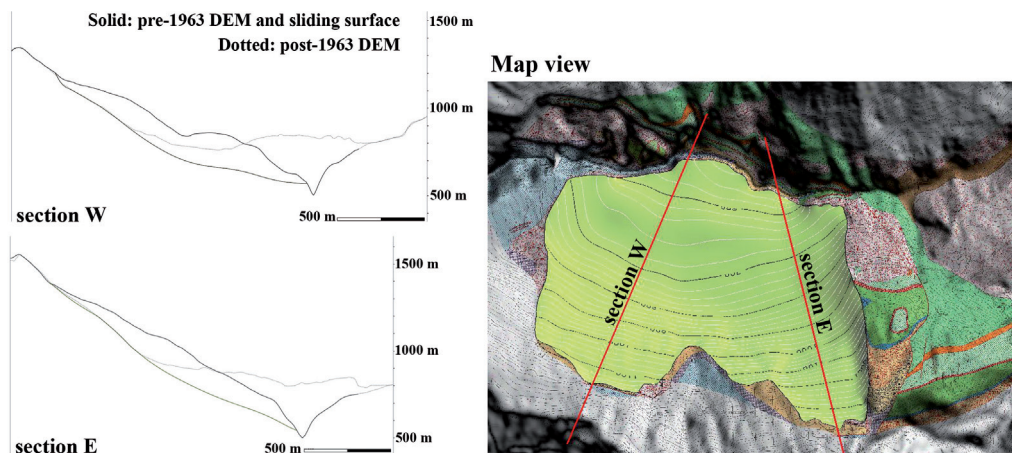 Solid: pre-1963 DEM and sliding surface
Dotted: post-1963 DEM
1500 m
1000 m
500 m
section W
500 m
1500 m
1000 m
500 m
section E
500 m
Map view
section W
section E